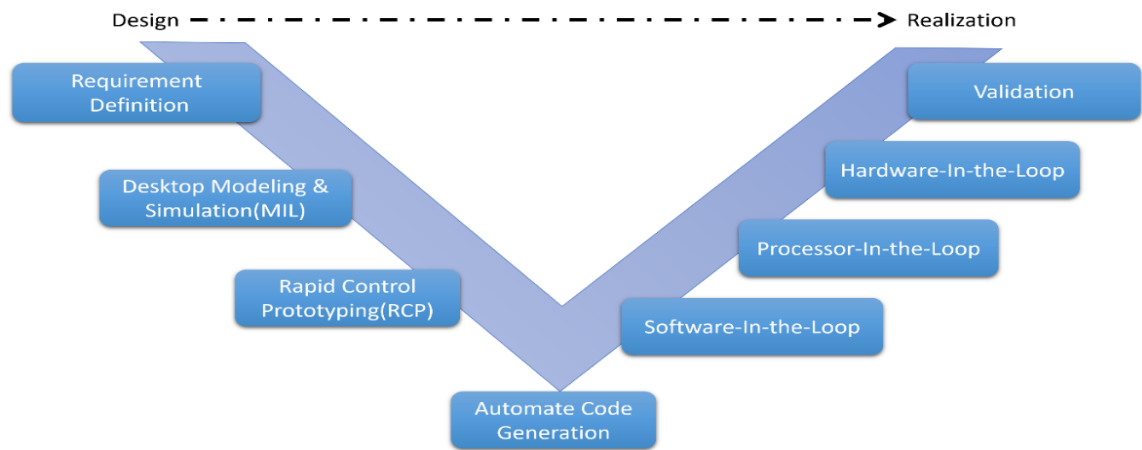 Design
Realization
Requirement
Definition
Desktop Modeling &
Simulation(MIL)
Rapid Control
Prototyping(RCP)
Automate Code
Generation
Software-In-the-Loop
Processor-In-the-Loop
Hardware-In-the-Loop
Validation